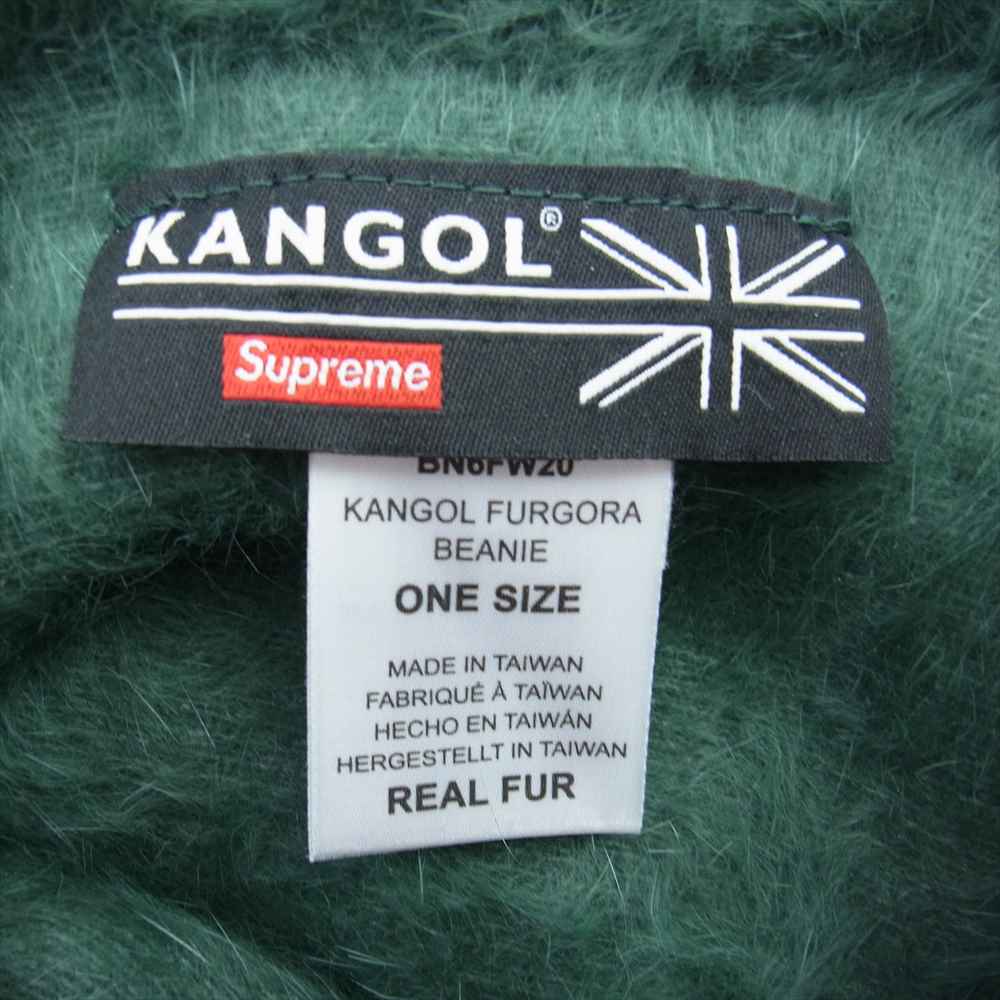 KANGOL®
Supreme
BN6FW20
KANGOL FURGORA
BEANIE
ONE SIZE
MADE IN TAIWAN
FABRIQUÉ À TAÏWAN
HECHO EN TAIWÁN
HERGESTELLT IN TAIWAN
REAL FUR